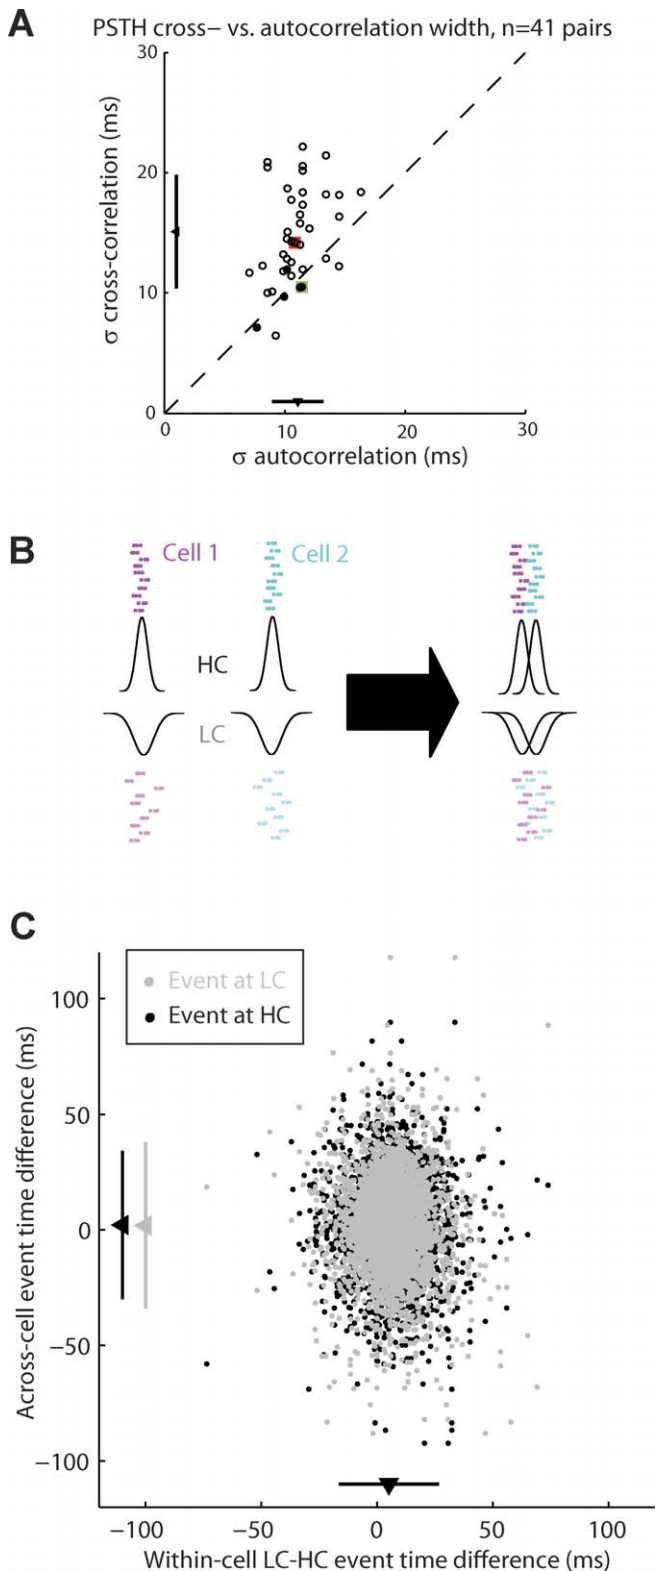 A
PSTH cross− vs. autocorrelation width, n=41 pairs
σ cross-correlation (ms)
30
20
10
0
0 10 20 30
σ autocorrelation (ms)
B
Cell 1 Cell 2
HC
LC
C
Event at LC
Event at HC
Across-cell event time difference (ms)
100
50
0
−50
−100
−100 −50 0 50 100
Within-cell LC-HC event time difference (ms)